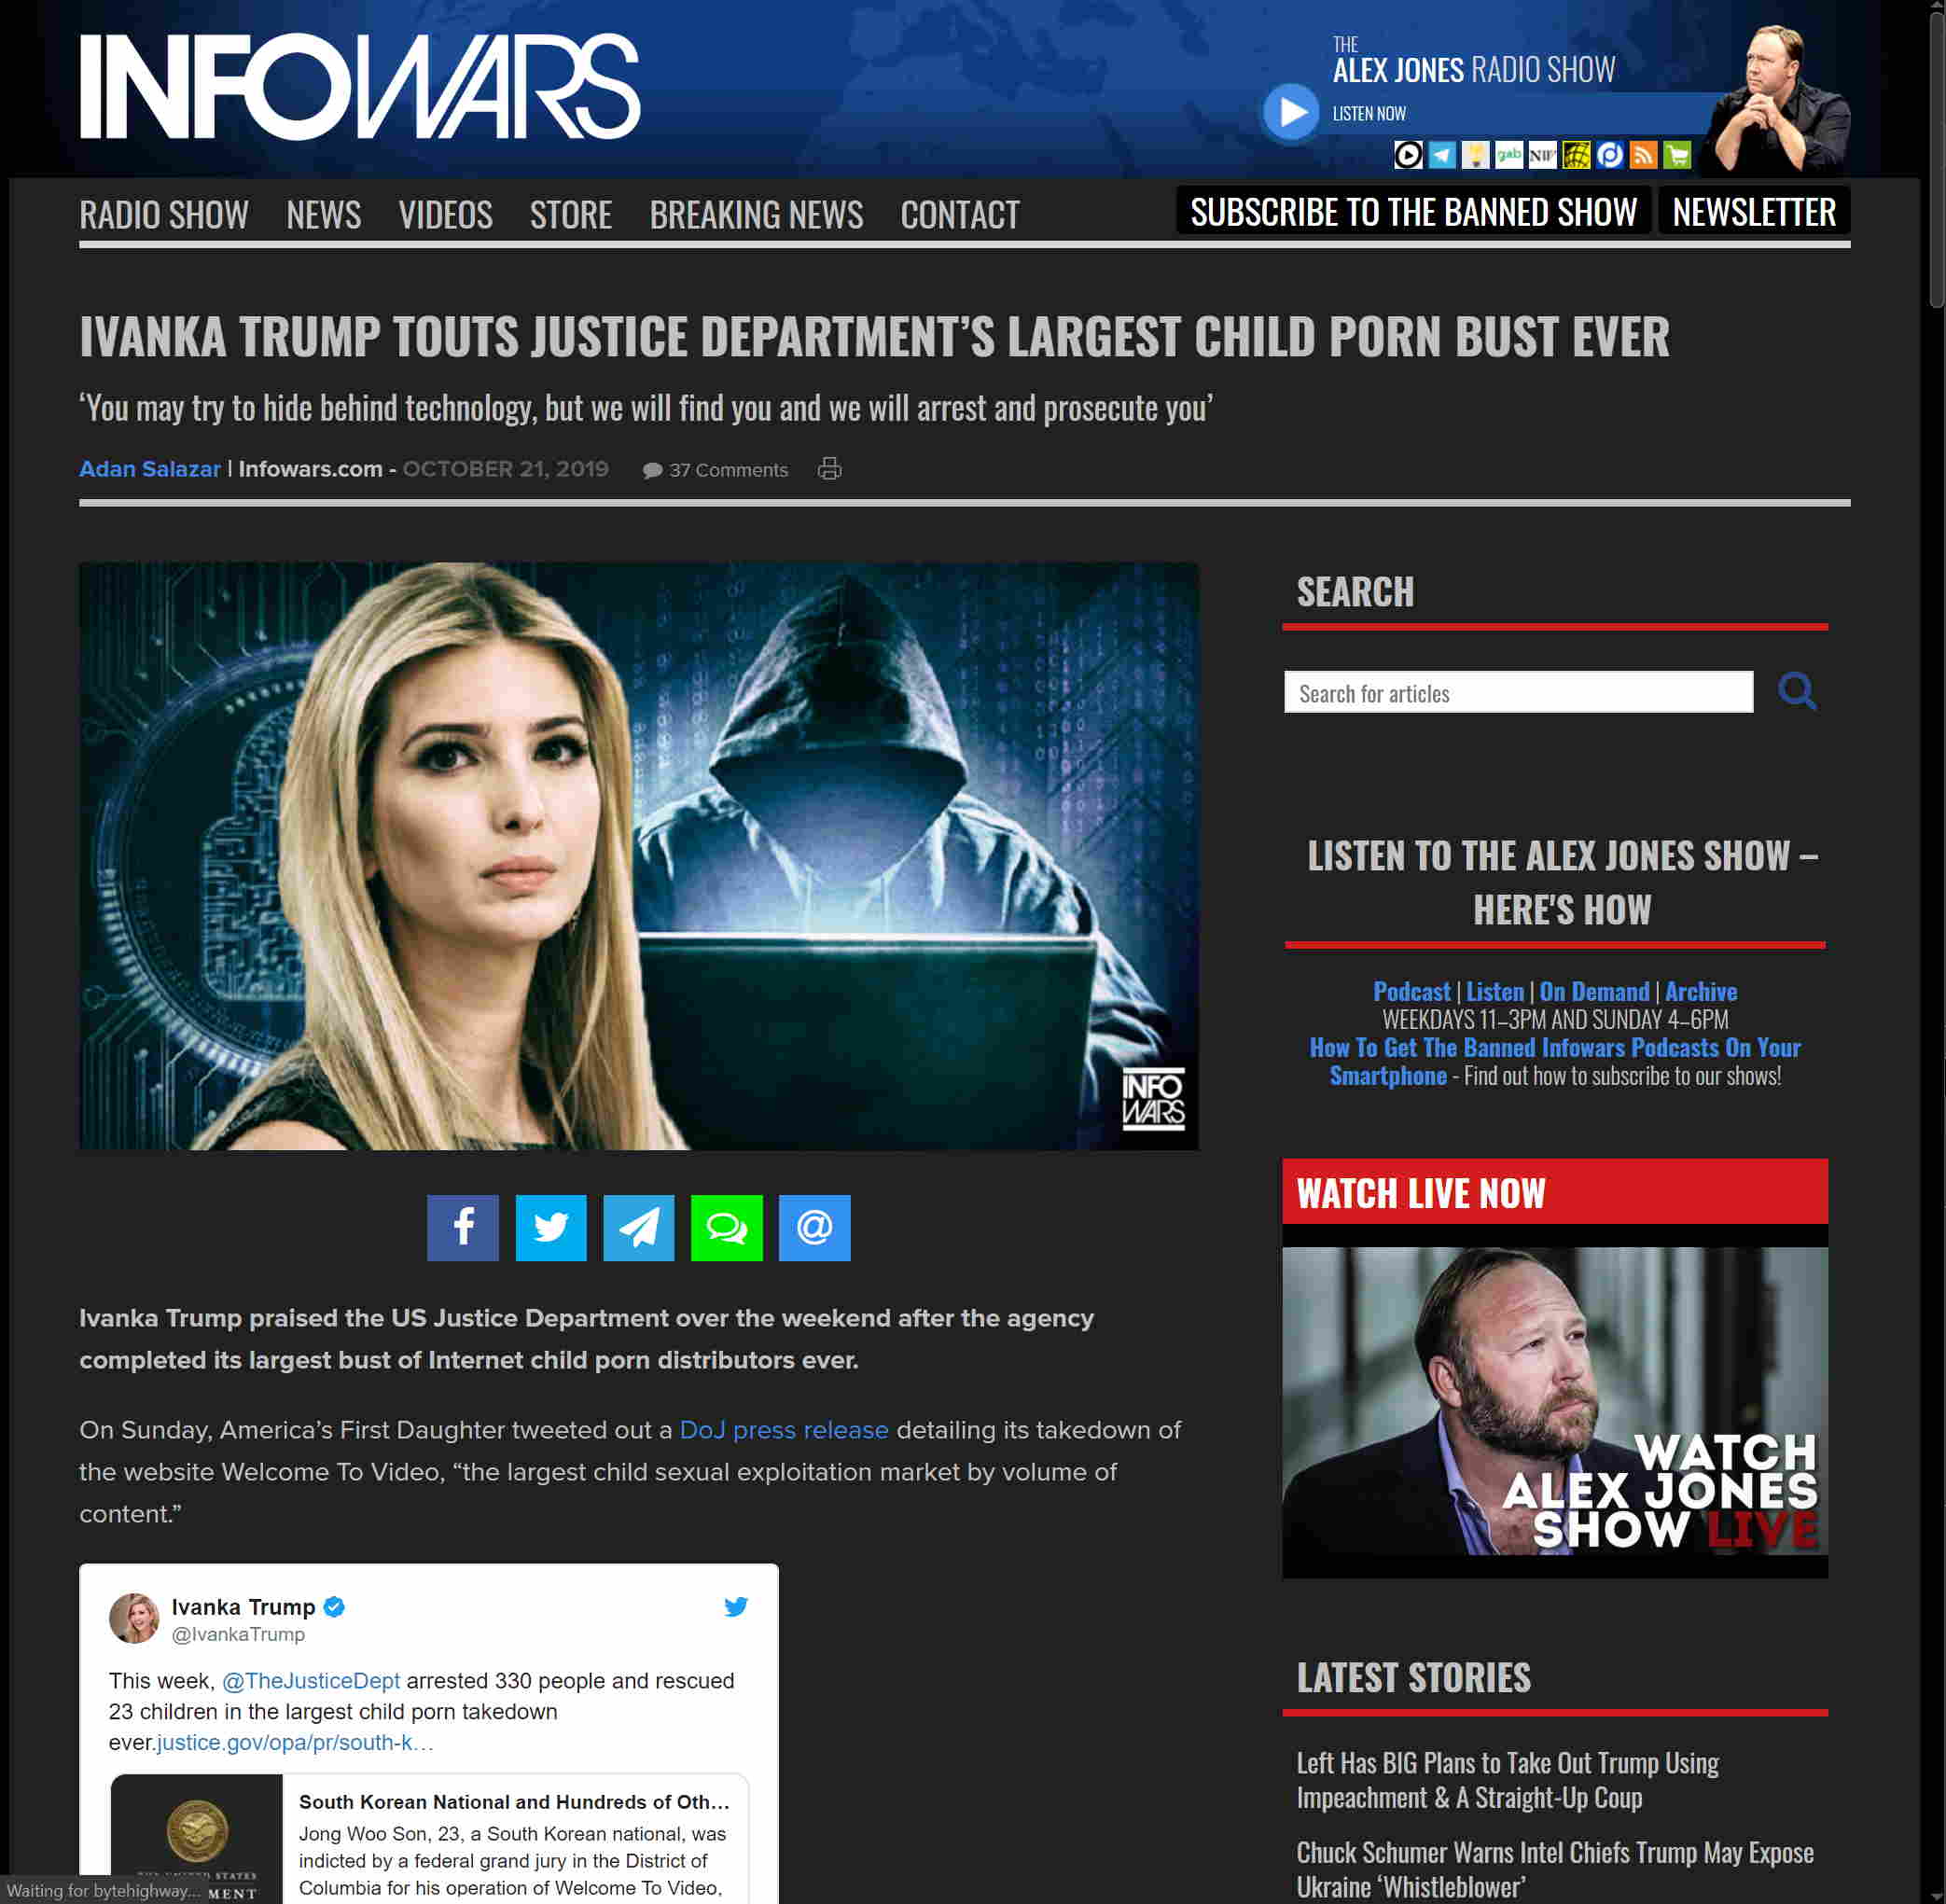 INFOWARS
THE
ALEX JONES RADIO SHOW
LISTEN NOW
gab
NW
RADIO SHOW NEWS VIDEOS STORE BREAKING NEWS CONTACT
SUBSCRIBE TO THE BANNED SHOW NEWSLETTER
IVANKA TRUMP TOUTS JUSTICE DEPARTMENT’S LARGEST CHILD PORN BUST EVER
‘You may try to hide behind technology, but we will find you and we will arrest and prosecute you’
Adan Salazar | Infowars.com - OCTOBER 21, 2019 37 Comments
INFO
WARS
Ivanka Trump praised the US Justice Department over the weekend after the agency
completed its largest bust of Internet child porn distributors ever.
On Sunday, America’s First Daughter tweeted out a DoJ press release detailing its takedown of
the website Welcome To Video, “the largest child sexual exploitation market by volume of
content.”
Ivanka Trump
@IvankaTrump
This week, @TheJusticeDept arrested 330 people and rescued
23 children in the largest child porn takedown
ever.justice.gov/opa/pr/south-k…
South Korean National and Hundreds of Oth…
Jong Woo Son, 23, a South Korean national, was
indicted by a federal grand jury in the District of
Columbia for his operation of Welcome To Video,
STATES
MENT
Waiting for bytehighway...
SEARCH
Search for articles
LISTEN TO THE ALEX JONES SHOW –
HERE'S HOW
Podcast | Listen | On Demand | Archive
WEEKDAYS 11–3PM AND SUNDAY 4–6PM
How To Get The Banned Infowars Podcasts On Your
Smartphone - Find out how to subscribe to our shows!
WATCH LIVE NOW
WATCH
ALEX JONES
SHOW LIVE
LATEST STORIES
Left Has BIG Plans to Take Out Trump Using
Impeachment & A Straight-Up Coup
Chuck Schumer Warns Intel Chiefs Trump May Expose
Ukraine ‘Whistleblower’